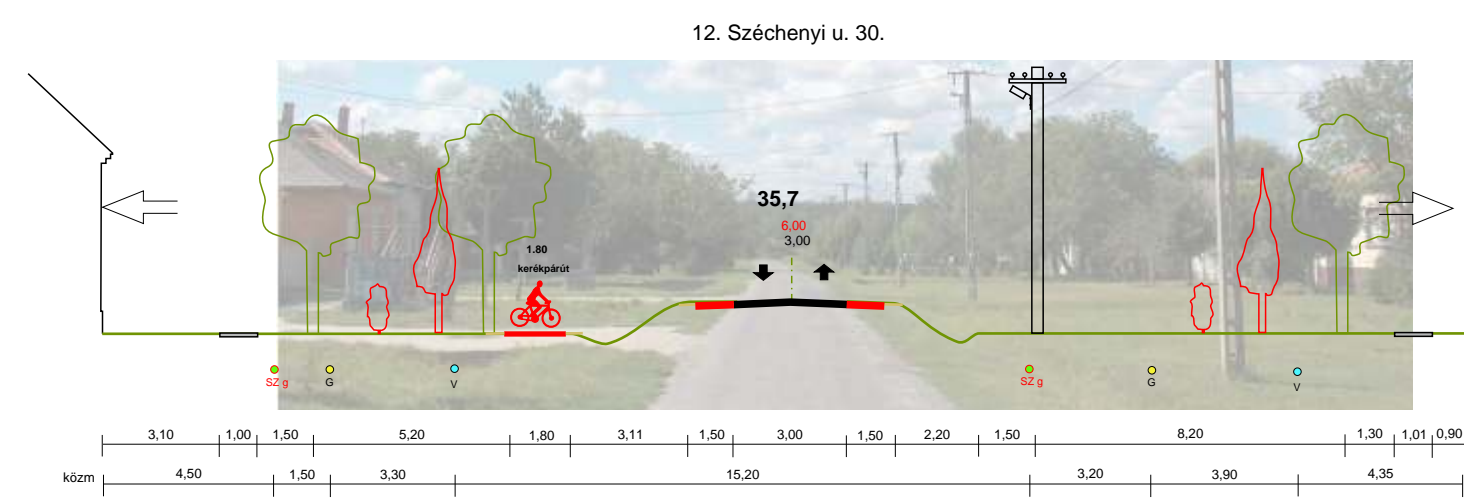 12. Széchenyi u. 30.
35,7
6,00
3,00
1.80
kerékpárút
SZ g
G
V
SZ g
G
V
3,10 1,00 1,50 5,20 1,80 3,11 1,50 3,00 1,50 2,20 1,50 8,20 1,30 1,01 0,90
közm 4,50 1,50 3,30 15,20 3,20 3,90 4,35